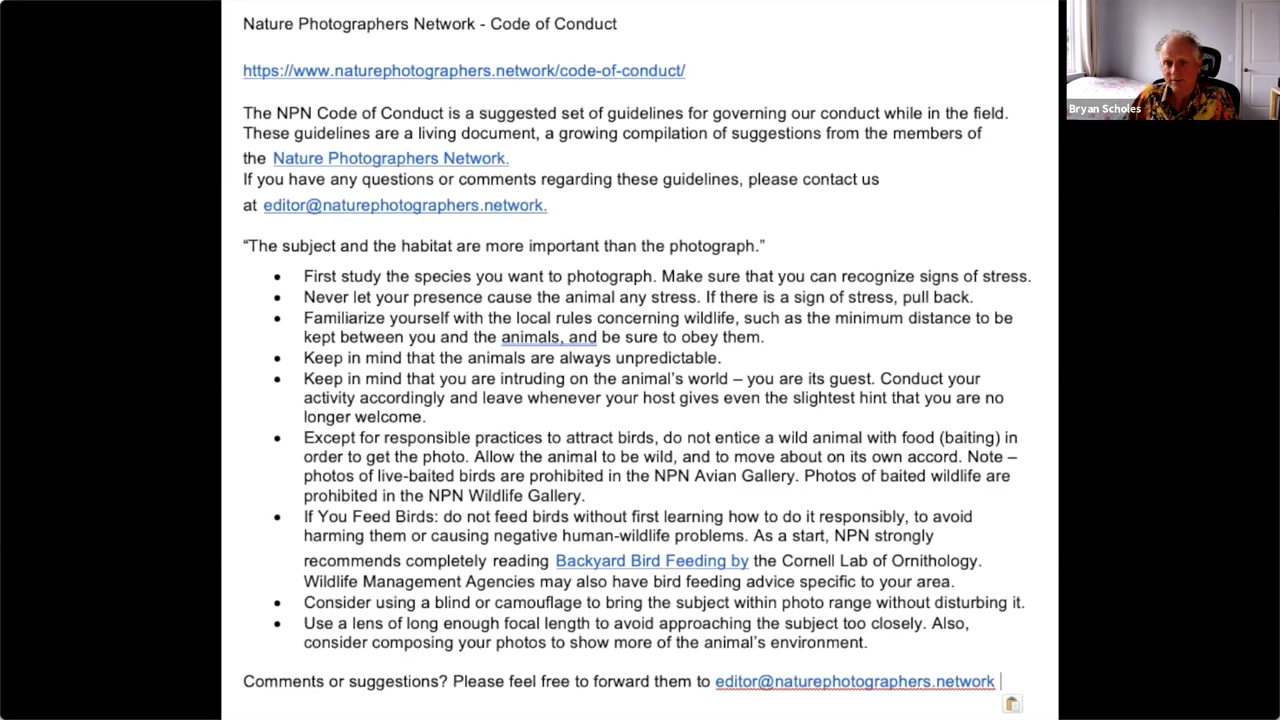 Nature Photographers Network - Code of Conduct
https://www.naturephotographers.network/code-of-conduct/
The NPN Code of Conduct is a suggested set of guidelines for governing our conduct while in the field.
These guidelines are a living document, a growing compilation of suggestions from the members of
the Nature Photographers Network.
If you have any questions or comments regarding these guidelines, please contact us
at editor@naturephotographers.network.
“The subject and the habitat are more important than the photograph.”
• First study the species you want to photograph. Make sure that you can recognize signs of stress.
• Never let your presence cause the animal any stress. If there is a sign of stress, pull back.
• Familiarize yourself with the local rules concerning wildlife, such as the minimum distance to be
kept between you and the animals, and be sure to obey them.
• Keep in mind that the animals are always unpredictable.
• Keep in mind that you are intruding on the animal’s world – you are its guest. Conduct your
activity accordingly and leave whenever your host gives even the slightest hint that you are no
longer welcome.
• Except for responsible practices to attract birds, do not entice a wild animal with food (baiting) in
order to get the photo. Allow the animal to be wild, and to move about on its own accord. Note –
photos of live-baited birds are prohibited in the NPN Avian Gallery. Photos of baited wildlife are
prohibited in the NPN Wildlife Gallery.
• If You Feed Birds: do not feed birds without first learning how to do it responsibly, to avoid
harming them or causing negative human-wildlife problems. As a start, NPN strongly
recommends completely reading Backyard Bird Feeding by the Cornell Lab of Ornithology.
Wildlife Management Agencies may also have bird feeding advice specific to your area.
• Consider using a blind or camouflage to bring the subject within photo range without disturbing it.
• Use a lens of long enough focal length to avoid approaching the subject too closely. Also,
consider composing your photos to show more of the animal’s environment.
Comments or suggestions? Please feel free to forward them to editor@naturephotographers.network
Bryan Scholes